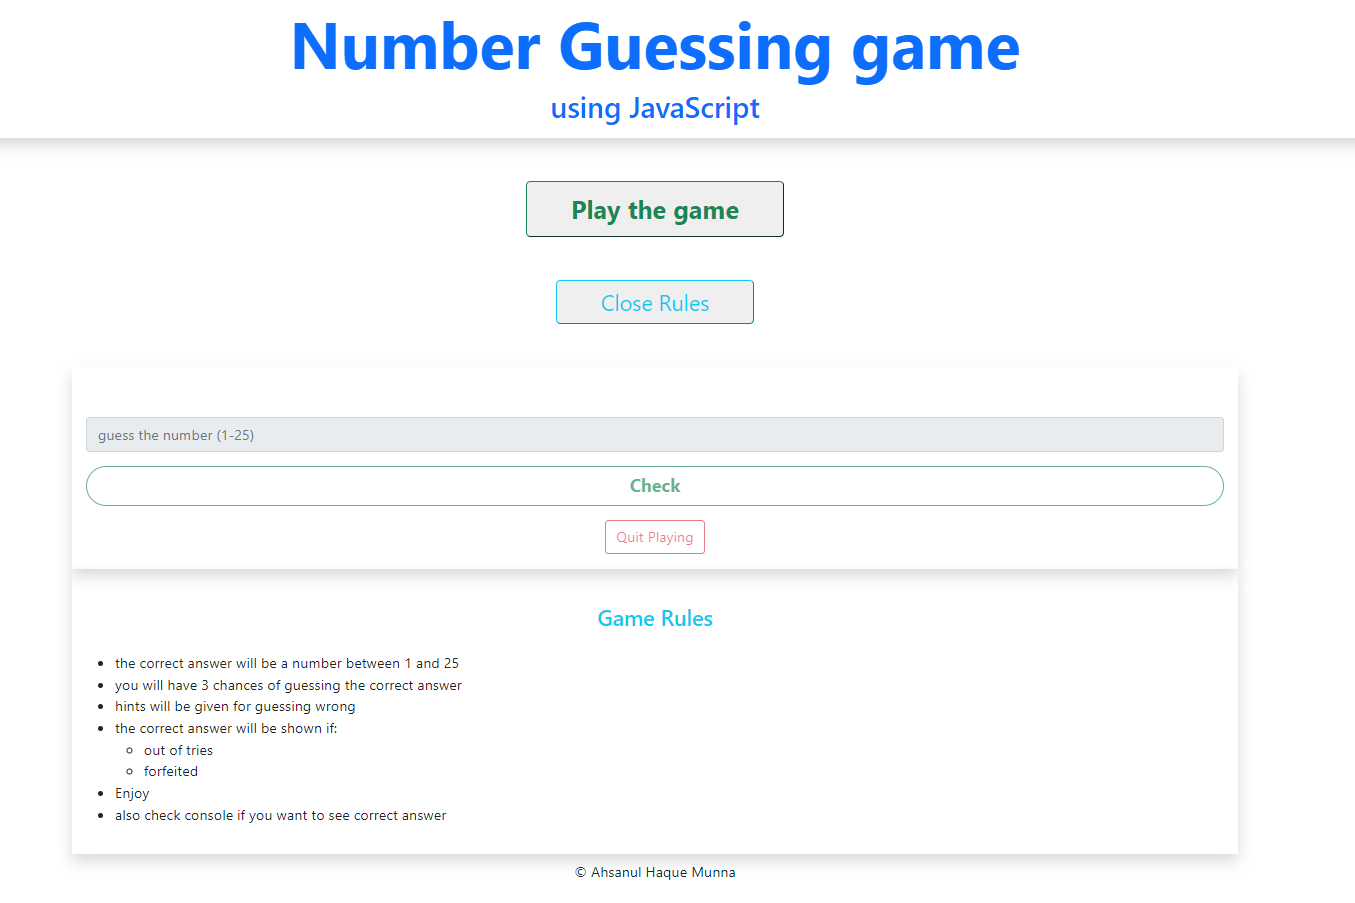 Number Guessing game
using JavaScript
Play the game
Close Rules
guess the number (1-25)
Check
Quit Playing
Game Rules
the correct answer will be a number between 1 and 25
you will have 3 chances of guessing the correct answer
hints will be given for guessing wrong
the correct answer will be shown if:
out of tries
forfeited
Enjoy
also check console if you want to see correct answer
© Ahsanul Haque Munna